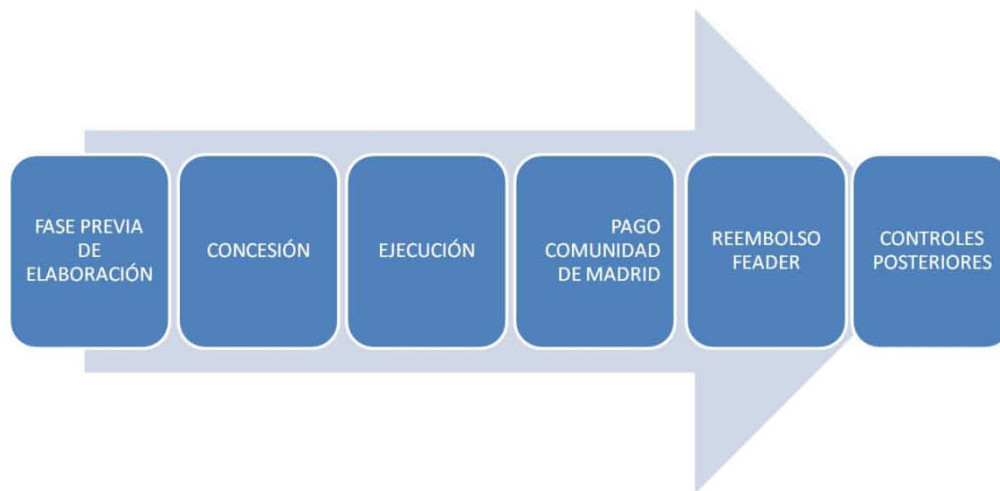 FASE PREVIA
DE
ELABORACIÓN
CONCESIÓN
EJECUCIÓN
PAGO
COMUNIDAD
DE MADRID
REEMBOLSO
FEADER
CONTROLES
POSTERIORES